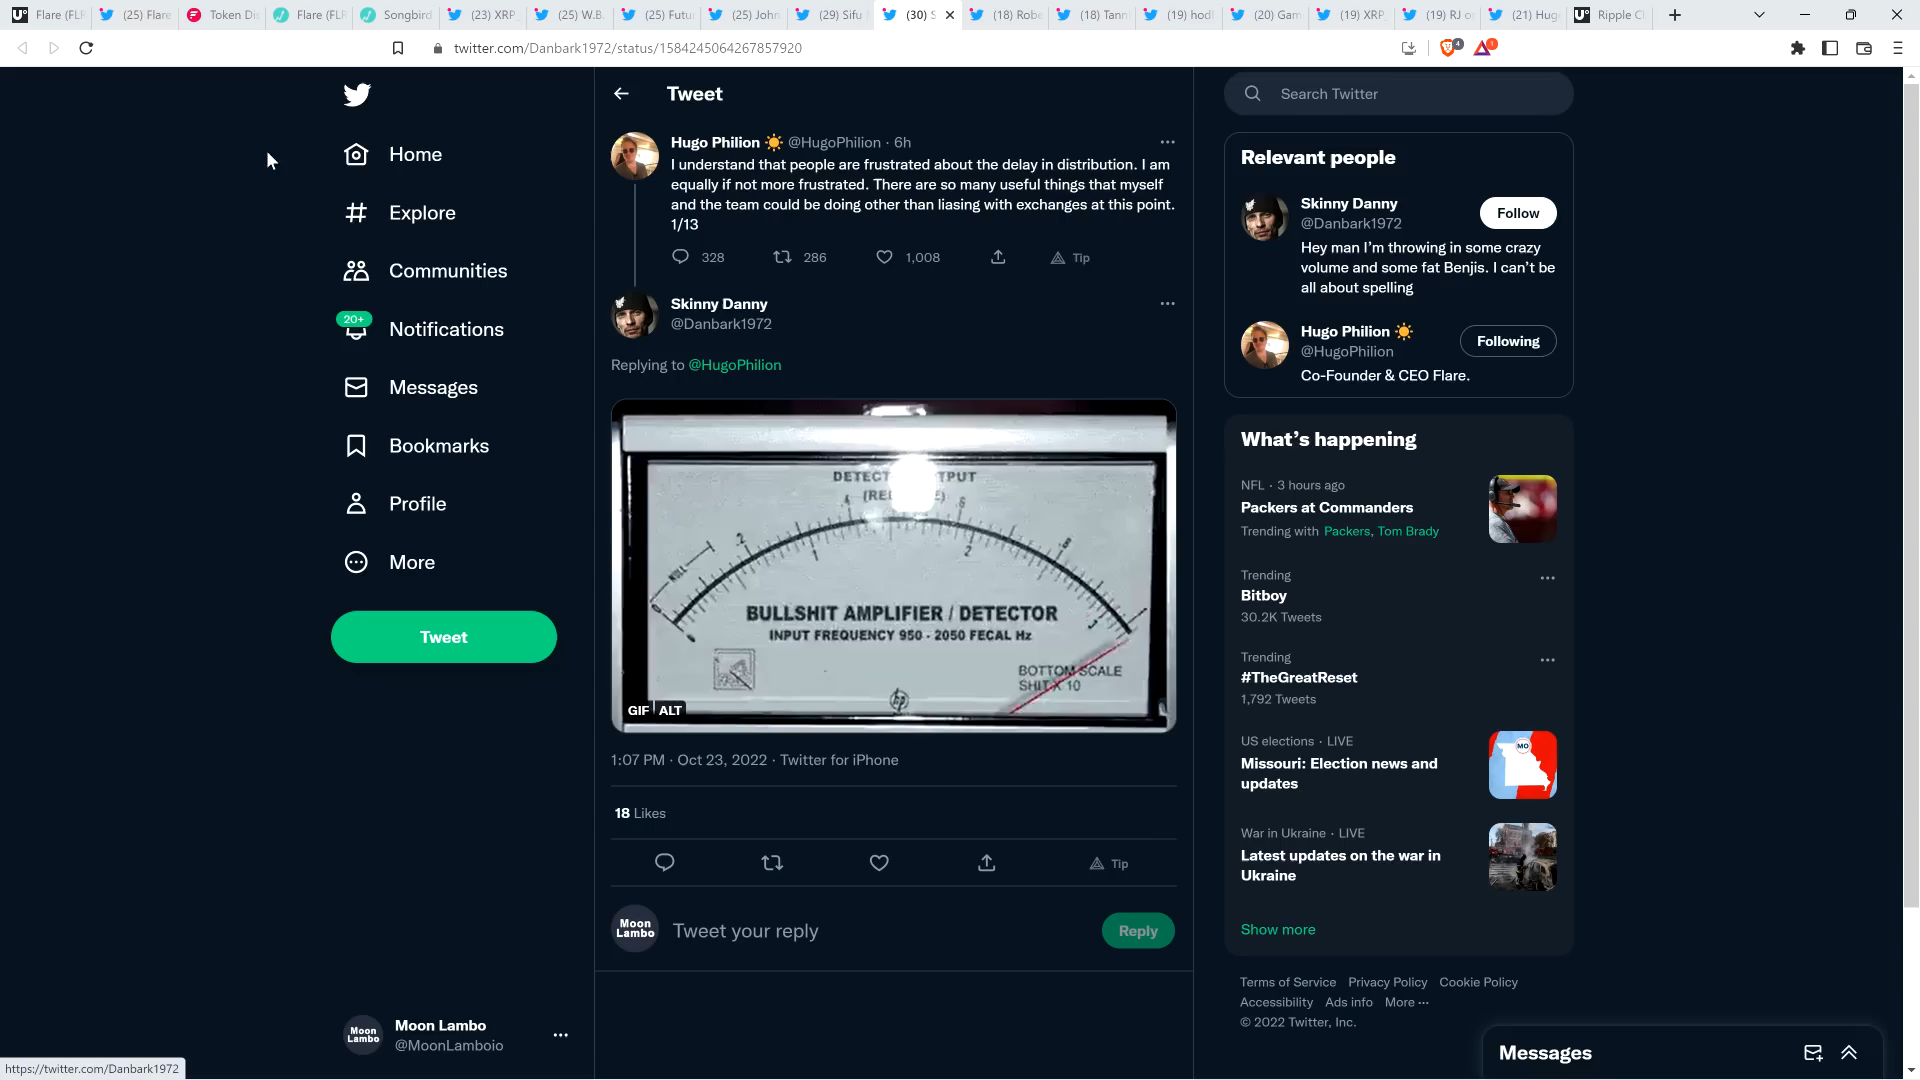 Flare (FLR
(25) Flare
Token Dis
Flare (FLR
Songbird
(23) XRP
(25) W.B.
(25) Futu
(25) John
(29) Sifu
(30) S
(18) Robe
(18) Tann
(19) hodl
(20) Gam
(19) XRP
(19) RJ o
(21) Hug
Ripple Cl
twitter.com/Danbark1972/status/1584245064267857920
4
1
Home
Explore
Communities
20+
Notifications
Messages
Bookmarks
Profile
More
Tweet
Moon Lambo
Moon Lambo
@MoonLamboio
https://twitter.com/Danbark1972
Tweet
Hugo Philion @HugoPhilion · 6h
I understand that people are frustrated about the delay in distribution. I am
equally if not more frustrated. There are so many useful things that myself
and the team could be doing other than liasing with exchanges at this point.
1/13
328 286 1,008 Tip
Skinny Danny
@Danbark1972
Replying to @HugoPhilion
BULLSHIT AMPLIFIER / DETECTOR
INPUT FREQUENCY 950 - 2050 FECAL Hz
BOTTOM SCALE
SHIT X 10
hp
GIF ALT
1:07 PM · Oct 23, 2022 · Twitter for iPhone
18 Likes
Tip
Moon Lambo
Tweet your reply
Reply
Search Twitter
Relevant people
Skinny Danny
@Danbark1972
Follow
Hey man I’m throwing in some crazy
volume and some fat Benjis. I can’t be
all about spelling
Hugo Philion
@HugoPhilion
Following
Co-Founder & CEO Flare.
What’s happening
NFL · 3 hours ago
Packers at Commanders
Trending with Packers, Tom Brady
Trending
Bitboy
30.2K Tweets
Trending
#TheGreatReset
1,792 Tweets
US elections · LIVE
Missouri: Election news and
updates
MO
War in Ukraine · LIVE
Latest updates on the war in
Ukraine
Show more
Terms of Service Privacy Policy Cookie Policy
Accessibility Ads info More ···
© 2022 Twitter, Inc.
Messages